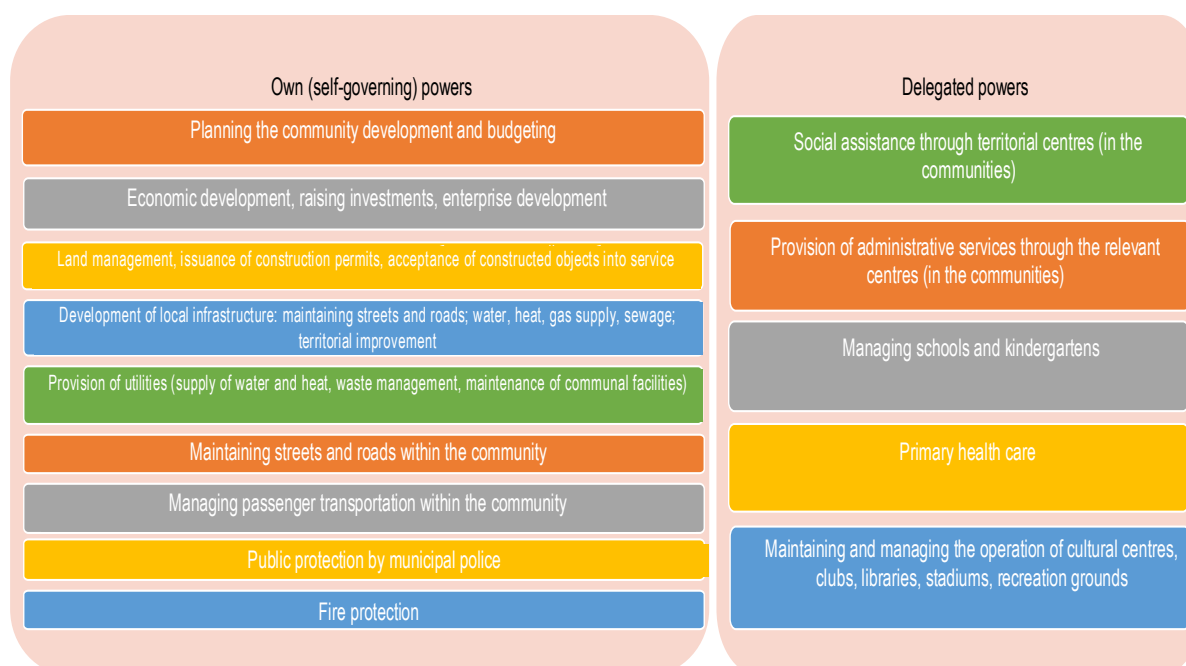 Own (self-governing) powers
Planning the community development and budgeting
Economic development, raising investments, enterprise development
Land management, issuance of construction permits, acceptance of constructed objects into service
Development of local infrastructure: maintaining streets and roads; water, heat, gas supply, sewage;
territorial improvement
Provision of utilities (supply of water and heat, waste management, maintenance of communal facilities)
Maintaining streets and roads within the community
Managing passenger transportation within the community
Public protection by municipal police
Fire protection
Delegated powers
Social assistance through territorial centres (in the
communities)
Provision of administrative services through the relevant
centres (in the communities)
Managing schools and kindergartens
Primary health care
Maintaining and managing the operation of cultural centres,
clubs, libraries, stadiums, recreation grounds